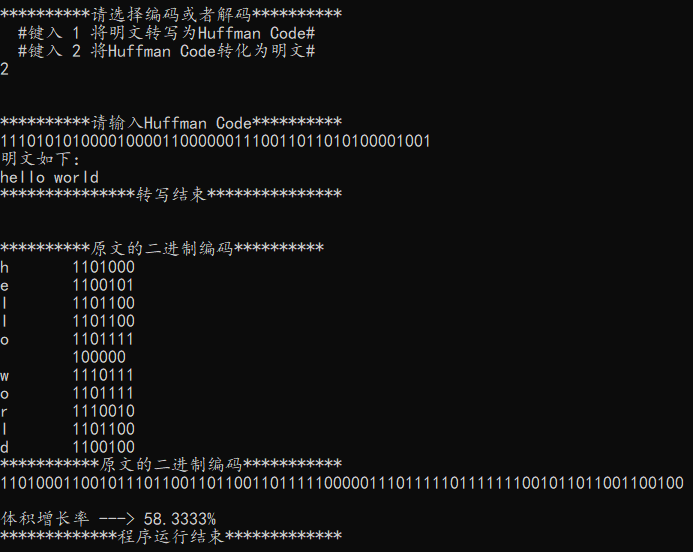 **********请选择编码或者解码**********
#键入 1 将明文转写为Huffman Code#
#键入 2 将Huffman Code转化为明文#
2
**********请输入Huffman Code**********
111010101000010000110000001110011011010100001001
明文如下:
hello world
***************转写结束***************
**********原文的二进制编码**********
h 1101000
e 1100101
l 1101100
l 1101100
o 1101111
100000
w 1110111
o 1101111
r 1110010
l 1101100
d 1100100
***********原文的二进制编码***********
1101000110010111011001101100110111110000011101111101111111001011011001100100
体积增长率 ---> 58.3333%
*************程序运行结束*************